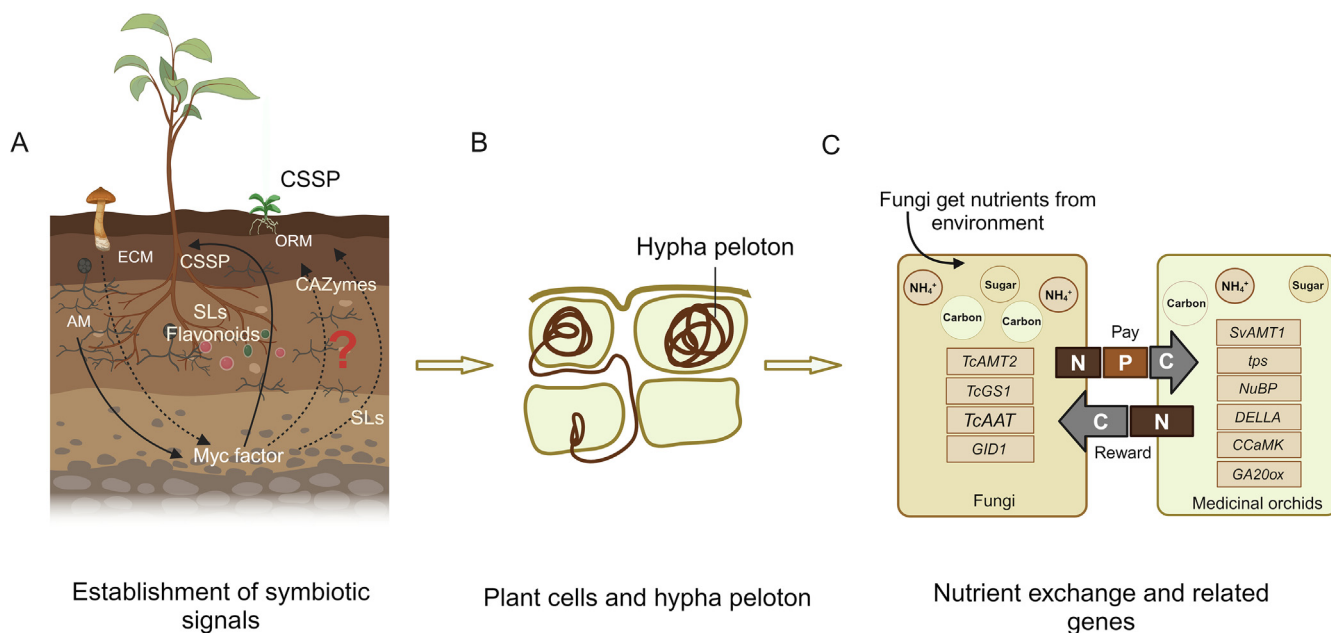 A
CSSP
ECM
CSSP
ORM
CAZymes
AM
SLs
Flavonoids
?
SLs
Myc factor
Establishment of symbiotic
signals
B
Hypha peloton
Plant cells and hypha peloton
C
Fungi get nutrients from
environment
NH₄⁺
Sugar
NH₄⁺
Carbon
Carbon
TcAMT2
TcGS1
TcAAT
GID1
Fungi
Pay
N P C
C N
Reward
NH₄⁺
Sugar
Carbon
SvAMT1
tps
NuBP
DELLA
CCaMK
GA20ox
Medicinal orchids
Nutrient exchange and related
genes